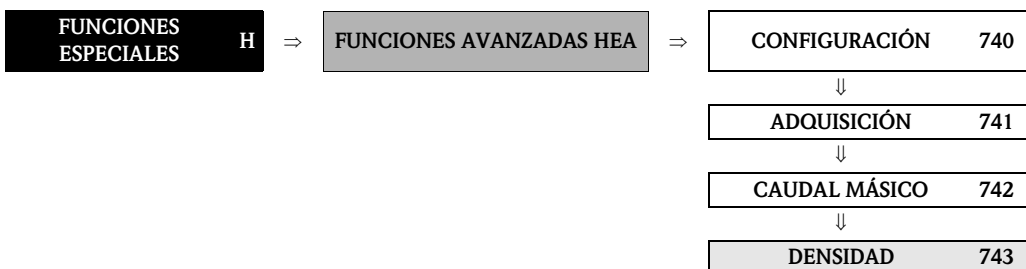 FUNCIONES
ESPECIALES H ⇒ FUNCIONES AVANZADAS HEA ⇒ CONFIGURACIÓN 740
⇓
ADQUISICIÓN 741
⇓
CAUDAL MÁSICO 742
⇓
DENSIDAD 743